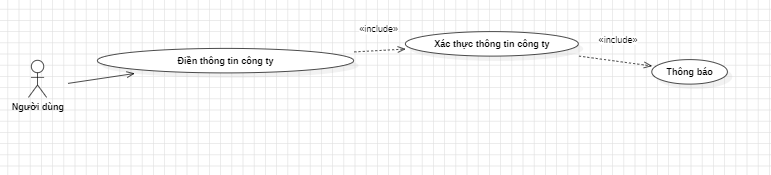 «include»
Xác thực thông tin công ty
«include»
Điền thông tin công ty
Thông báo
Người dùng